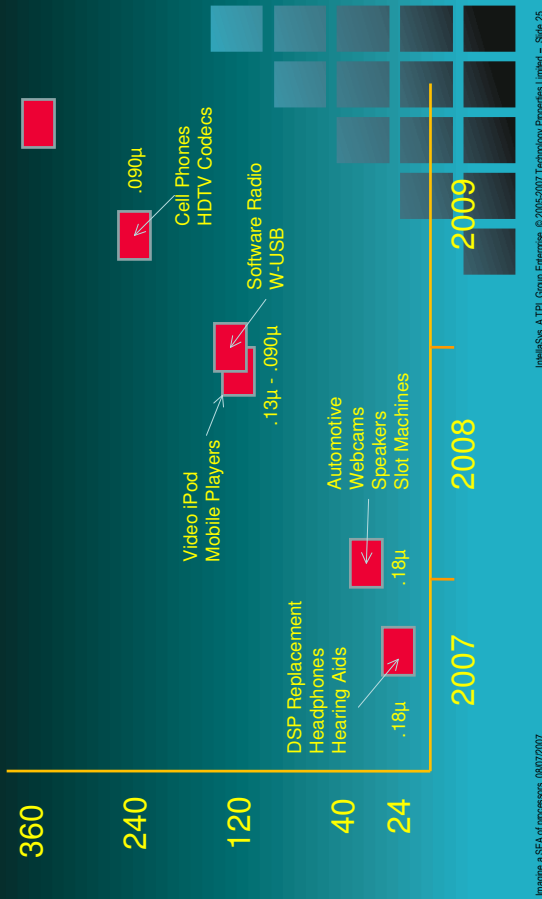 360
240
120
40
24
.090µ
Cell Phones
HDTV Codecs
Software Radio
W-USB
.13µ - .090µ
Video iPod
Mobile Players
Automotive
Webcams
Speakers
Slot Machines
.18µ
DSP Replacement
Headphones
Hearing Aids
.18µ
2007
2008
2009
Imagine a SEA of processors 08/07/2007
IntellaSys, A TPL Group Enterprise © 2006-2007 Technology Properties Limited – Slide 25